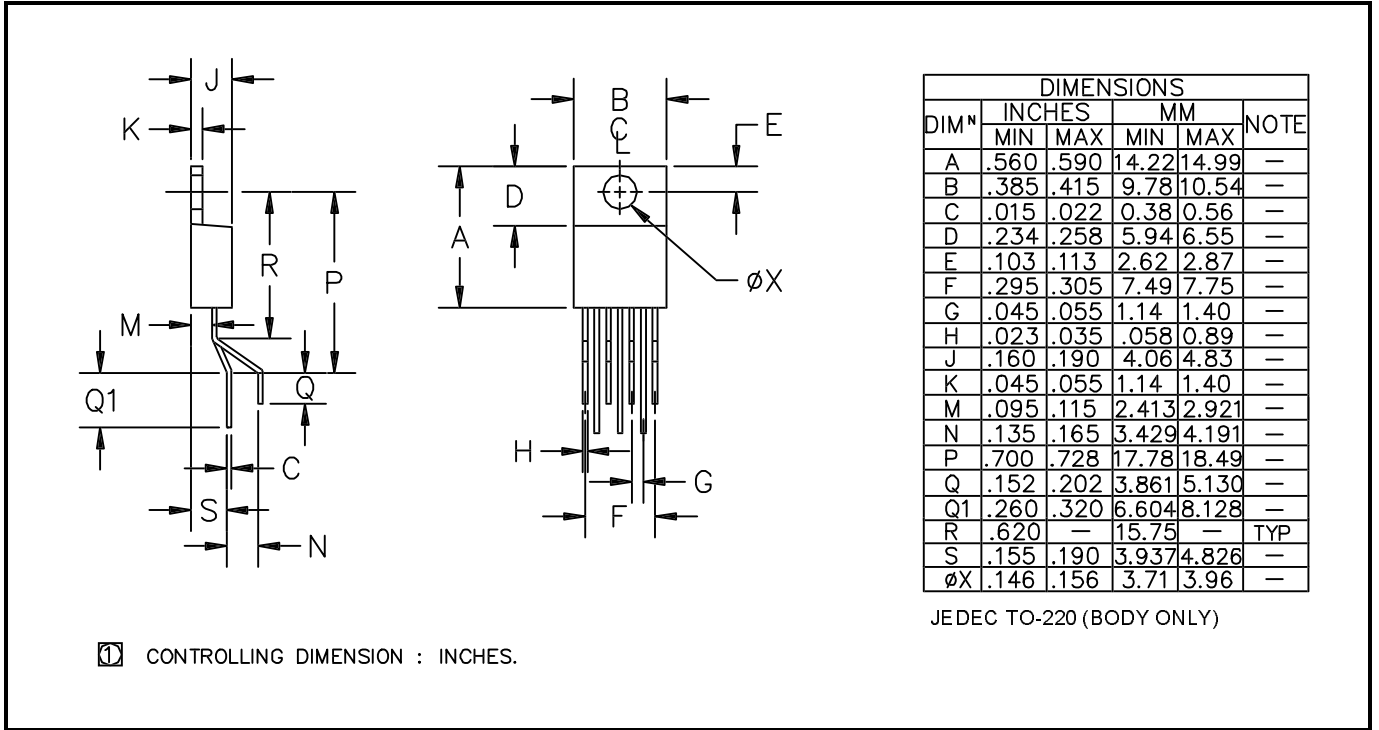 J
K
R
P
M
Q1
Q
C
S
N
B
CL
E
D
A
øX
H
G
F
DIMENSIONS
DIMN INCHES MM NOTE
MIN MAX MIN MAX
A .560 .590 14.22 14.99 —
B .385 .415 9.78 10.54 —
C .015 .022 0.38 0.56 —
D .234 .258 5.94 6.55 —
E .103 .113 2.62 2.87 —
F .295 .305 7.49 7.75 —
G .045 .055 1.14 1.40 —
H .023 .035 .058 0.89 —
J .160 .190 4.06 4.83 —
K .045 .055 1.14 1.40 —
M .095 .115 2.413 2.921 —
N .135 .165 3.429 4.191 —
P .700 .728 17.78 18.49 —
Q .152 .202 3.861 5.130 —
Q1 .260 .320 6.604 8.128 —
R .620 — 15.75 — TYP
S .155 .190 3.937 4.826 —
øX .146 .156 3.71 3.96 —
JEDEC TO-220 (BODY ONLY)
1 CONTROLLING DIMENSION : INCHES.